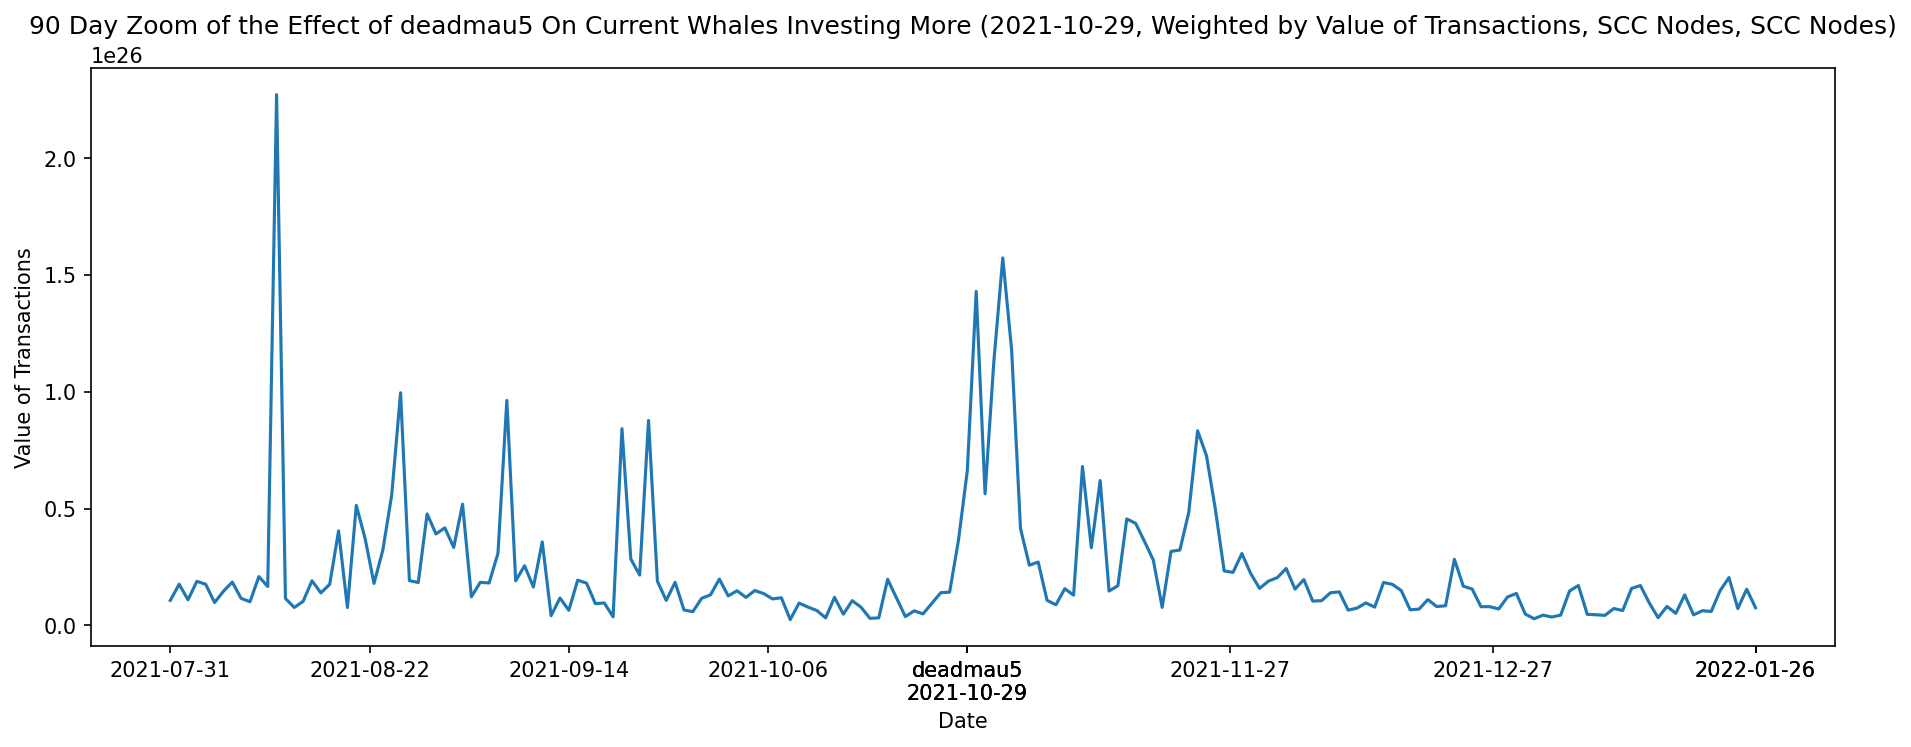 90 Day Zoom of the Effect of deadmau5 On Current Whales Investing More (2021-10-29, Weighted by Value of Transactions, SCC Nodes, SCC Nodes)
1e26
2.0
1.5
1.0
0.5
0.0
Value of Transactions
2021-07-31 2021-08-22 2021-09-14 2021-10-06 deadmau5 2021-11-27 2021-12-27 2022-01-26
2021-10-29
Date